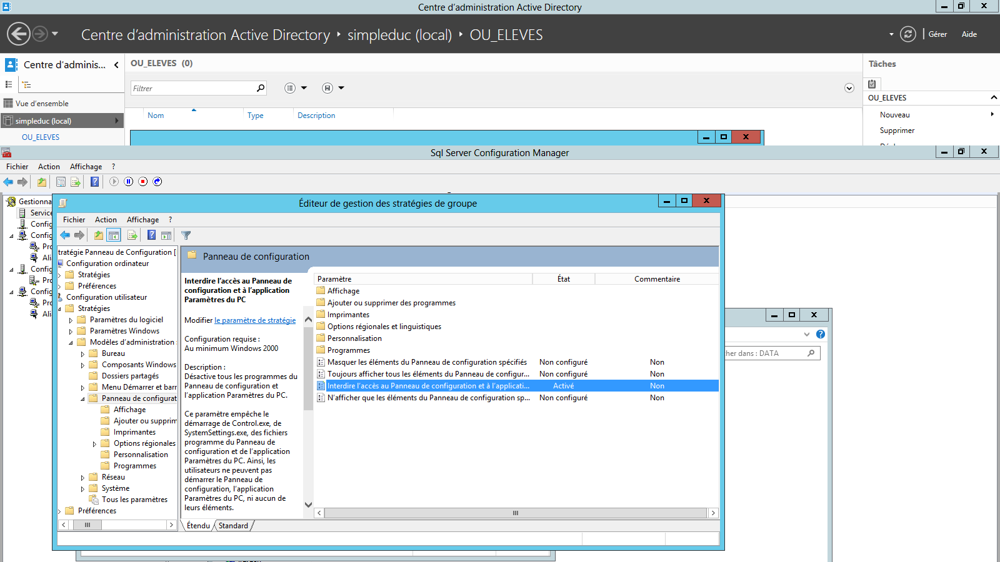 Centre d’administration Active Directory
Centre d’administration Active Directory ‣ simpleduc (local) ‣ OU_ELEVES
Gérer
Aide
Centre d’adminis...
OU_ELEVES (0)
Tâches
Filtrer
OU_ELEVES
Vue d’ensemble
Nom
Type
Description
Nouveau
simpleduc (local)
Supprimer
OU_ELEVES
Sql Server Configuration Manager
Fichier Action Affichage ?
Gestionna
Service
Config
Config
Pro
Ali
Config
Pro
Config
Pro
Ali
Éditeur de gestion des stratégies de groupe
Fichier Action Affichage ?
tratégie Panneau de Configuration [
Configuration ordinateur
Stratégies
Préférences
Configuration utilisateur
Stratégies
Paramètres du logiciel
Paramètres Windows
Modèles d’administration :
Bureau
Composants Windows
Dossiers partagés
Menu Démarrer et barr
Panneau de configurat
Affichage
Ajouter ou supprim
Imprimantes
Options régionales
Personnalisation
Programmes
Réseau
Système
Tous les paramètres
Préférences
Panneau de configuration
Interdire l’accès au Panneau de
configuration et à l’application
Paramètres du PC
Modifier le paramètre de stratégie
Configuration requise :
Au minimum Windows 2000
Description :
Désactive tous les programmes du
Panneau de configuration et
l’application Paramètres du PC.
Ce paramètre empêche le
démarrage de Control.exe, de
SystemSettings.exe, des fichiers
programme du Panneau de
configuration et de l’application
Paramètres du PC. Ainsi, les
utilisateurs ne peuvent pas
démarrer le Panneau de
configuration, l’application
Paramètres du PC, ni aucun de
leurs éléments.
Paramètre État Commentaire
Affichage
Ajouter ou supprimer des programmes
Imprimantes
Options régionales et linguistiques
Personnalisation
Programmes
Masquer les éléments du Panneau de configuration spécifiés Non configuré Non
Toujours afficher tous les éléments du Panneau de configur... Non configuré Non
Interdire l’accès au Panneau de configuration et à l’applicati... Activé Non
N’afficher que les éléments du Panneau de configuration sp... Non configuré Non
Étendu
Standard
her dans : DATA